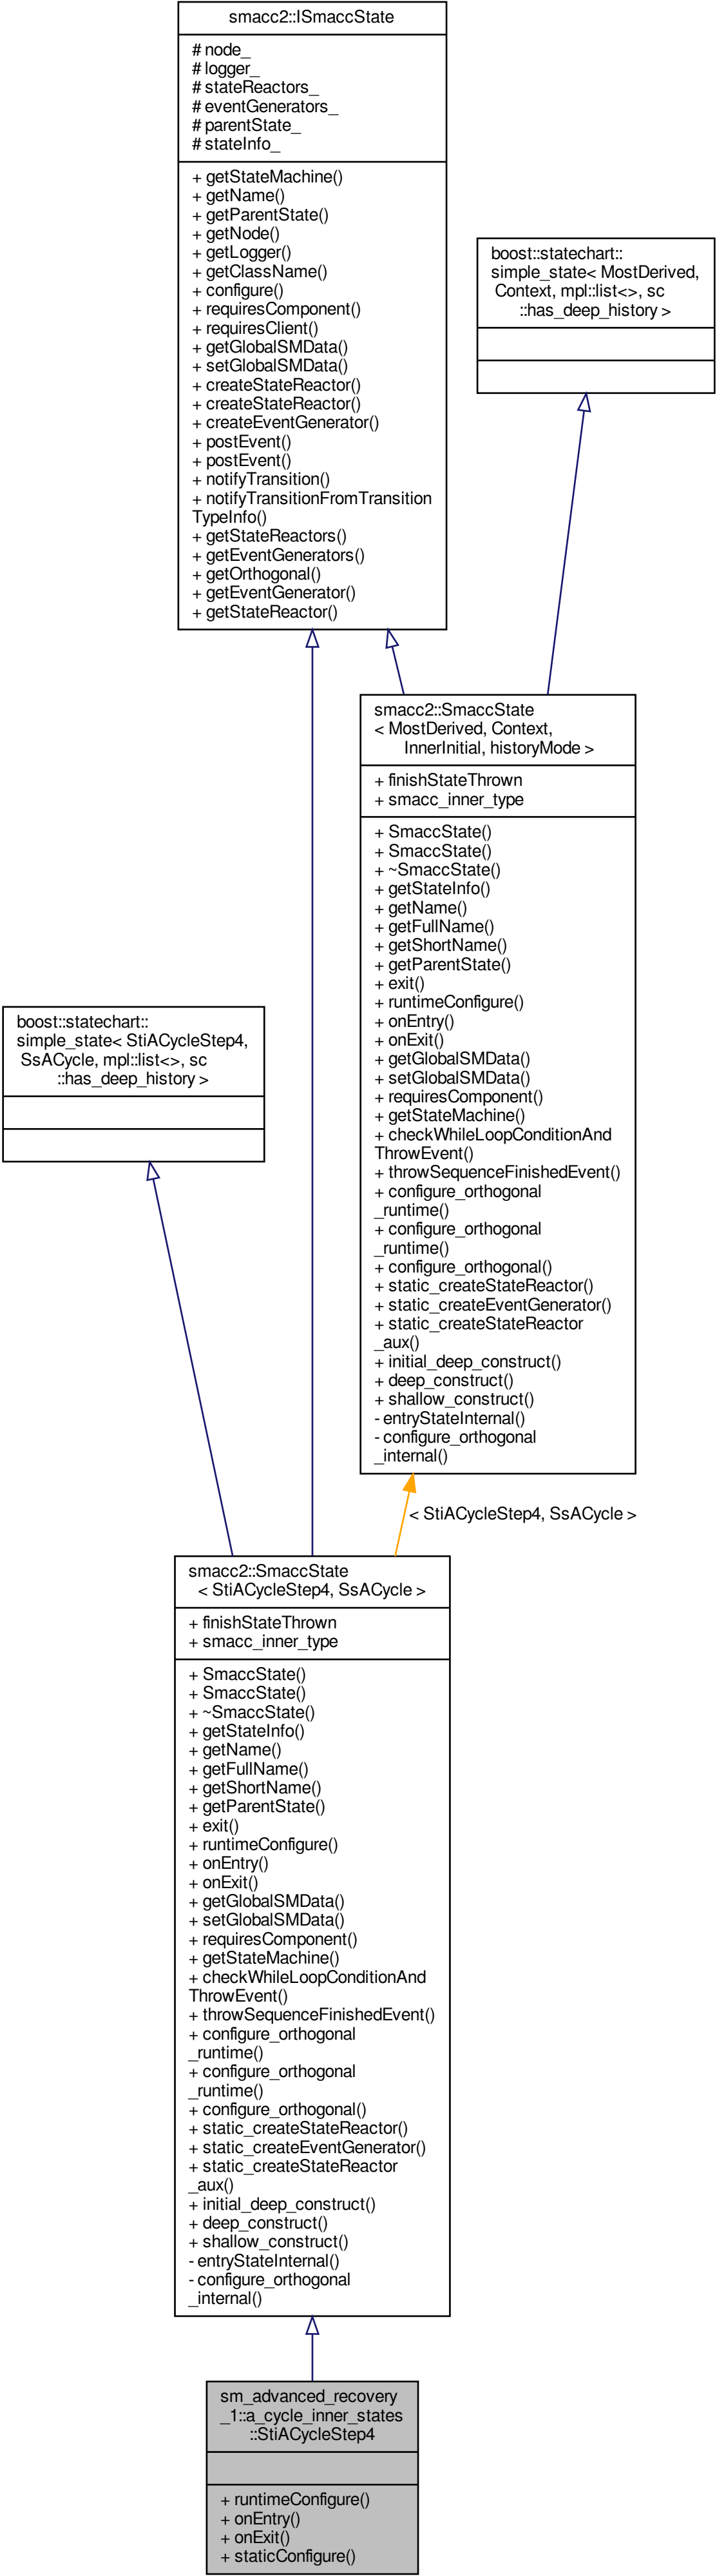 smacc2::ISmaccState
# node_
# logger_
# stateReactors_
# eventGenerators_
# parentState_
# stateInfo_
+ getStateMachine()
+ getName()
+ getParentState()
+ getNode()
+ getLogger()
+ getClassName()
+ configure()
+ requiresComponent()
+ requiresClient()
+ getGlobalSMData()
+ setGlobalSMData()
+ createStateReactor()
+ createStateReactor()
+ createEventGenerator()
+ postEvent()
+ postEvent()
+ notifyTransition()
+ notifyTransitionFromTransition
TypeInfo()
+ getStateReactors()
+ getEventGenerators()
+ getOrthogonal()
+ getEventGenerator()
+ getStateReactor()
boost::statechart::
simple_state< MostDerived,
Context, mpl::list<>, sc
::has_deep_history >
smacc2::SmaccState
< MostDerived, Context,
InnerInitial, historyMode >
+ finishStateThrown
+ smacc_inner_type
+ SmaccState()
+ SmaccState()
+ ~SmaccState()
+ getStateInfo()
+ getName()
+ getFullName()
+ getShortName()
+ getParentState()
+ exit()
+ runtimeConfigure()
+ onEntry()
+ onExit()
+ getGlobalSMData()
+ setGlobalSMData()
+ requiresComponent()
+ getStateMachine()
+ checkWhileLoopConditionAnd
ThrowEvent()
+ throwSequenceFinishedEvent()
+ configure_orthogonal
_runtime()
+ configure_orthogonal
_runtime()
+ configure_orthogonal()
+ static_createStateReactor()
+ static_createEventGenerator()
+ static_createStateReactor
_aux()
+ initial_deep_construct()
+ deep_construct()
+ shallow_construct()
- entryStateInternal()
- configure_orthogonal
_internal()
boost::statechart::
simple_state< StiACycleStep4,
SsACycle, mpl::list<>, sc
::has_deep_history >
< StiACycleStep4, SsACycle >
smacc2::SmaccState
< StiACycleStep4, SsACycle >
+ finishStateThrown
+ smacc_inner_type
+ SmaccState()
+ SmaccState()
+ ~SmaccState()
+ getStateInfo()
+ getName()
+ getFullName()
+ getShortName()
+ getParentState()
+ exit()
+ runtimeConfigure()
+ onEntry()
+ onExit()
+ getGlobalSMData()
+ setGlobalSMData()
+ requiresComponent()
+ getStateMachine()
+ checkWhileLoopConditionAnd
ThrowEvent()
+ throwSequenceFinishedEvent()
+ configure_orthogonal
_runtime()
+ configure_orthogonal
_runtime()
+ configure_orthogonal()
+ static_createStateReactor()
+ static_createEventGenerator()
+ static_createStateReactor
_aux()
+ initial_deep_construct()
+ deep_construct()
+ shallow_construct()
- entryStateInternal()
- configure_orthogonal
_internal()
sm_advanced_recovery
_1::a_cycle_inner_states
::StiACycleStep4
+ runtimeConfigure()
+ onEntry()
+ onExit()
+ staticConfigure()